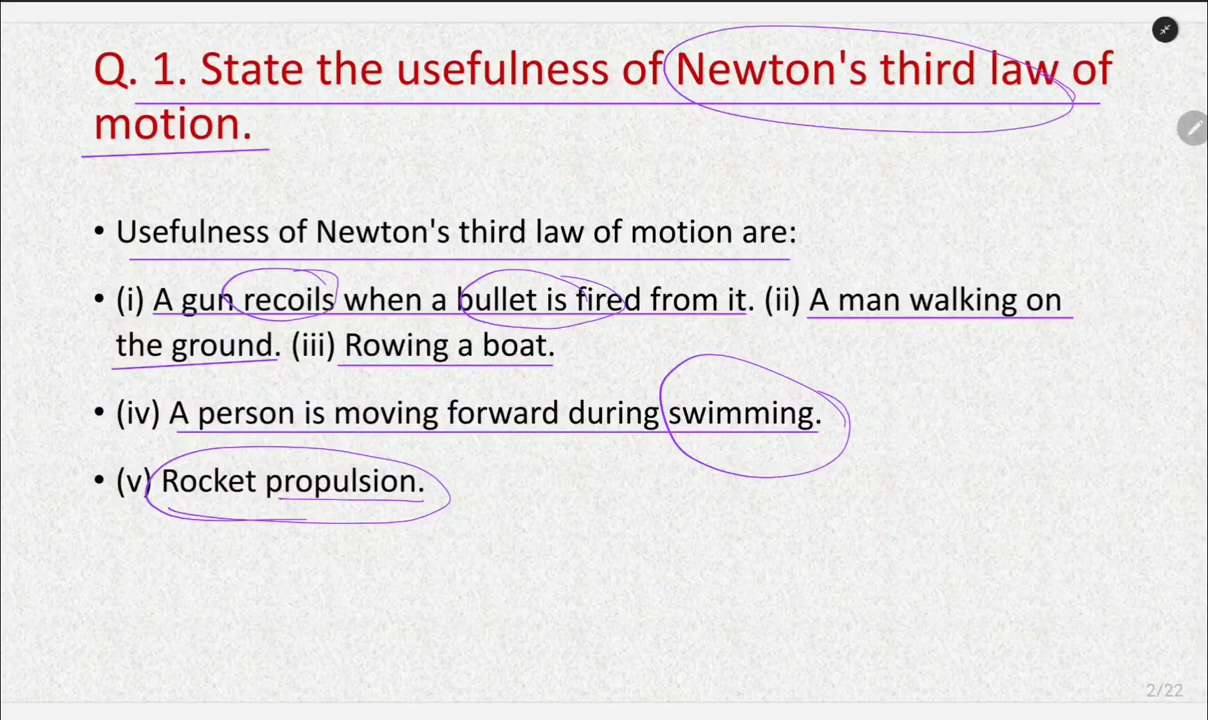 Q. 1. State the usefulness of Newton's third law of
motion.
• Usefulness of Newton's third law of motion are:
• (i) A gun recoils when a bullet is fired from it. (ii) A man walking on
the ground. (iii) Rowing a boat.
• (iv) A person is moving forward during swimming.
• (v) Rocket propulsion.
2/22